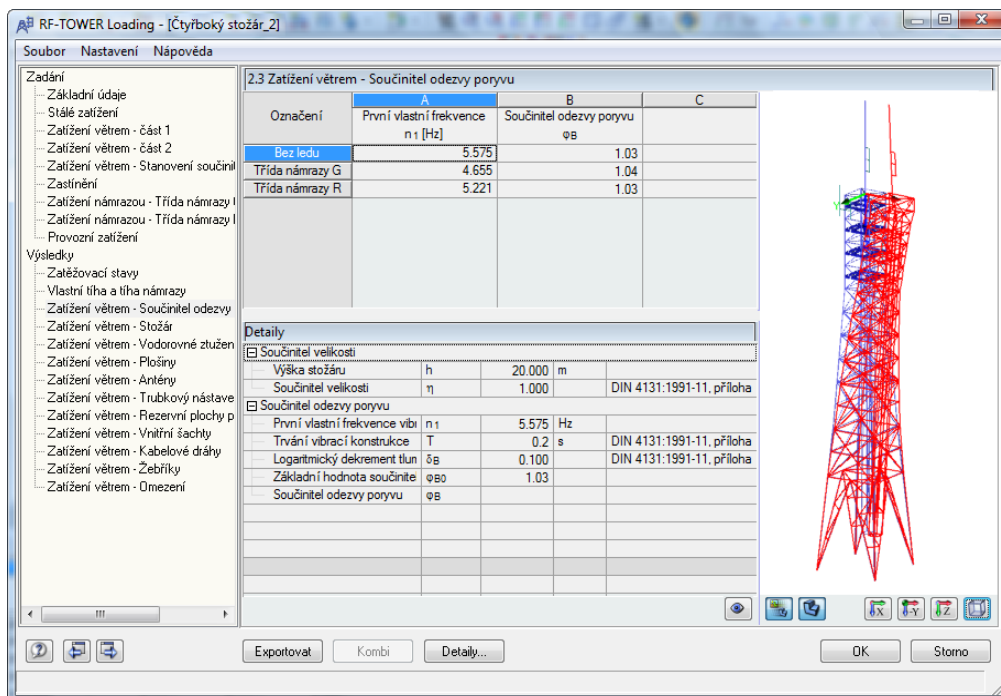 RF-TOWER Loading - [Čtyřboký stožár_2]
Soubor Nastavení Nápověda
Zadání
Základní údaje
Stálé zatížení
Zatížení větrem - část 1
Zatížení větrem - část 2
Zatížení větrem - Stanovení součinit
Zastínění
Zatížení námrazou - Třída námrazy
Zatížení námrazou - Třída námrazy
Provozní zatížení
Výsledky
Zatěžovací stavy
Vlastní tíha a tíha námrazy
Zatížení větrem - Součinitel odezvy
Zatížení větrem - Stožár
Zatížení větrem - Vodorovné ztužen
Zatížení větrem - Plošiny
Zatížení větrem - Antény
Zatížení větrem - Trubkový nástave
Zatížení větrem - Rezervní plochy p
Zatížení větrem - Vnitřní šachty
Zatížení větrem - Kabelové dráhy
Zatížení větrem - Žebříky
Zatížení větrem - Omezení
2.3 Zatížení větrem - Součinitel odezvy poryvu
A B C
Označení První vlastní frekvence Součinitel odezvy poryvu
n1 [Hz] φB
Bez ledu 5.575 1.03
Třída námrazy G 4.655 1.04
Třída námrazy R 5.221 1.03
Detaily
Součinitel velikosti
Výška stožáru h 20.000 m
Součinitel velikosti η 1.000 DIN 4131:1991-11, příloha
Součinitel odezvy poryvu
První vlastní frekvence vibr n1 5.575 Hz
Trvání vibrací konstrukce T 0.2 s DIN 4131:1991-11, příloha
Logaritmický dekrement tlum δB 0.100 DIN 4131:1991-11, příloha
Základní hodnota součinite φB0 1.03
Součinitel odezvy poryvu φB
Y
X -Y Z
Exportovat Kombi Detaily... OK Storno